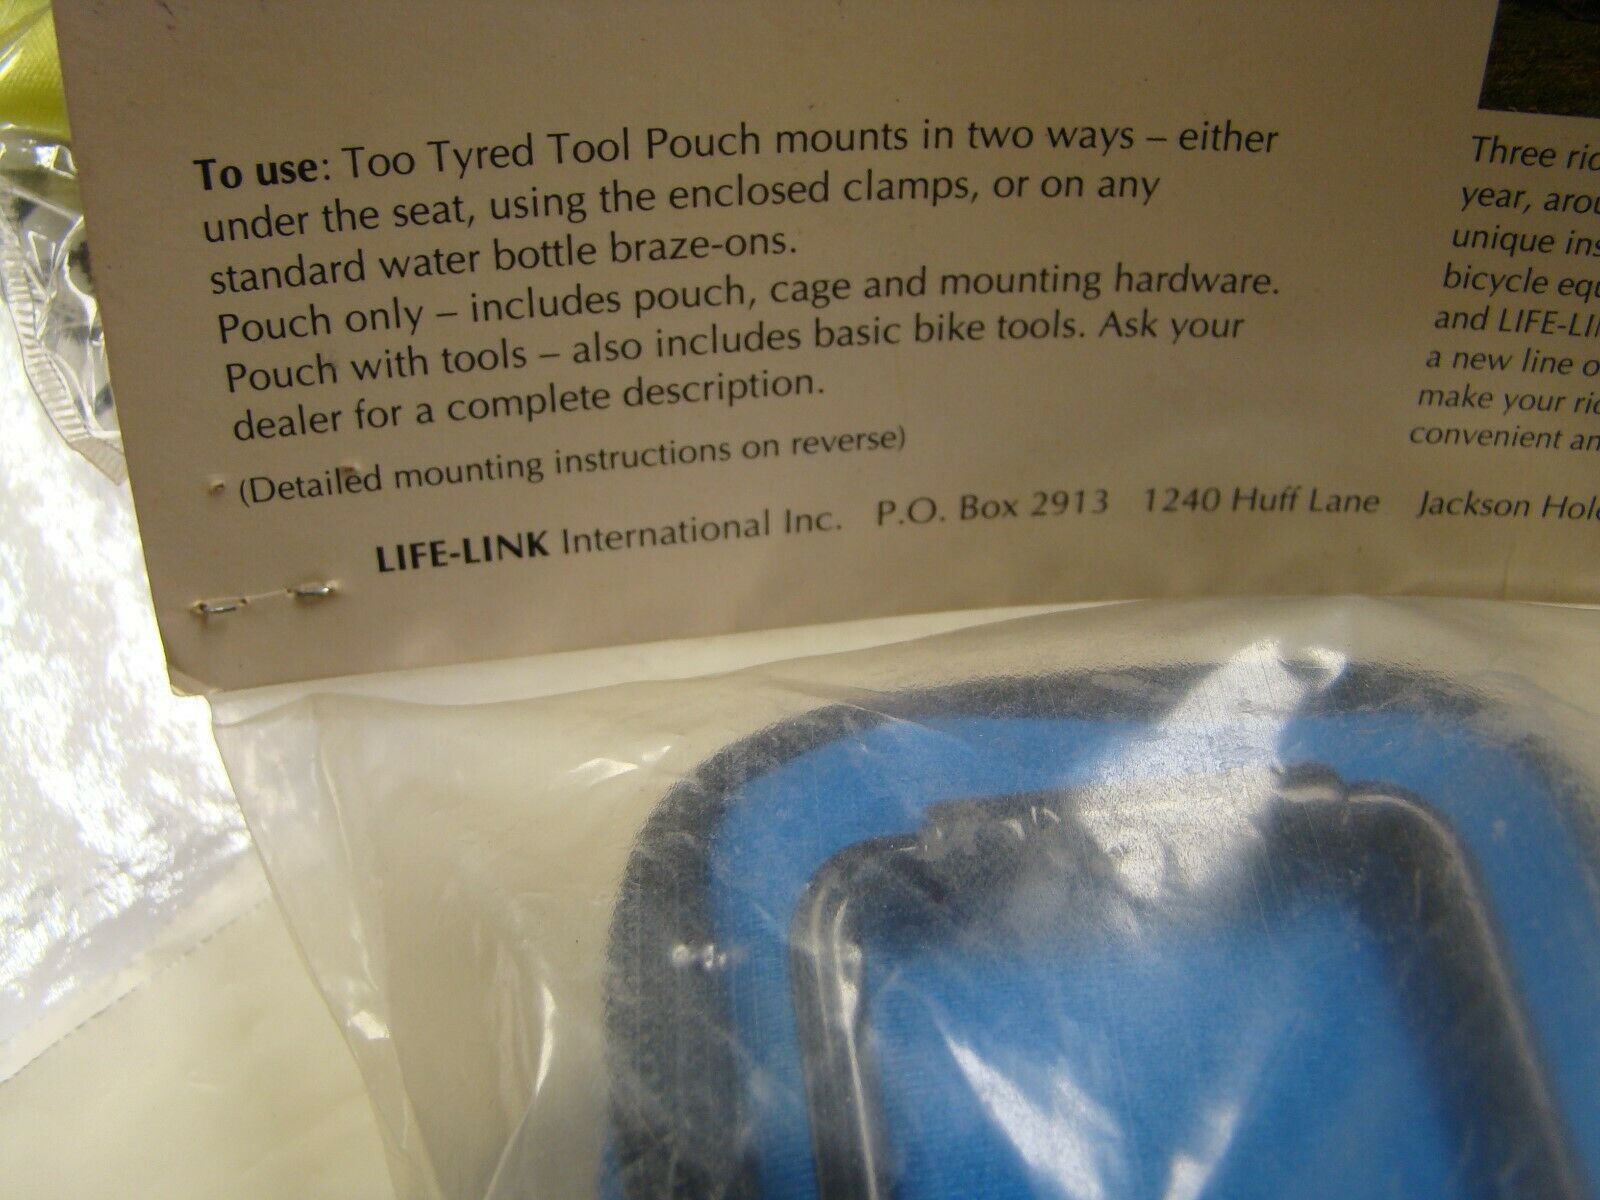 To use: Too Tyred Tool Pouch mounts in two ways – either
under the seat, using the enclosed clamps, or on any
standard water bottle braze-ons.
Pouch only – includes pouch, cage and mounting hardware.
Pouch with tools – also includes basic bike tools. Ask your
dealer for a complete description.
(Detailed mounting instructions on reverse)
LIFE-LINK International Inc. P.O. Box 2913 1240 Huff Lane Jackson
Three
year,
unique
bicycle
and
a new line
make your
convenient